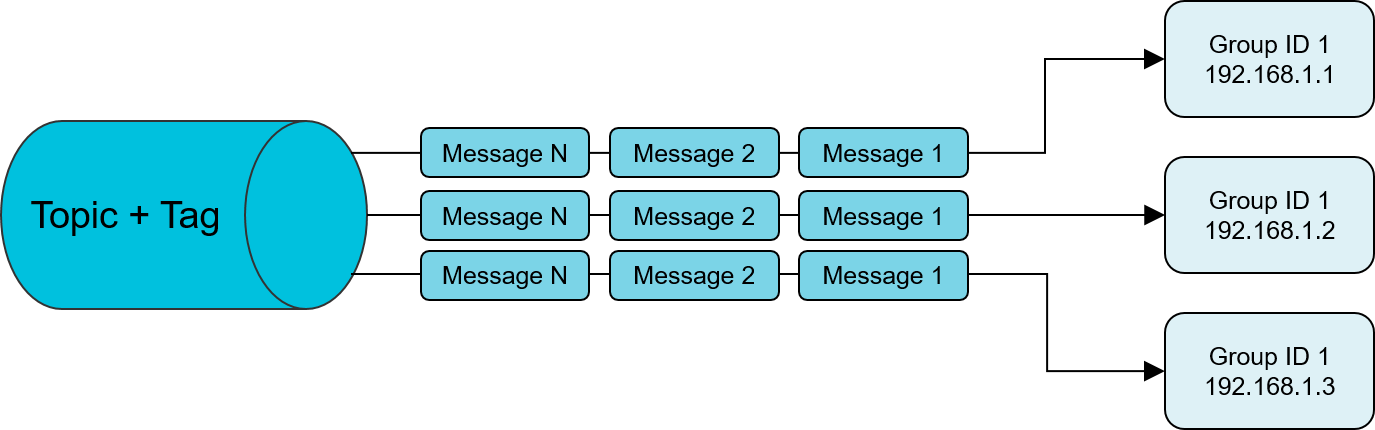 Topic + Tag
Message N
Message 2
Message 1
Message N
Message 2
Message 1
Message N
Message 2
Message 1
Group ID 1
192.168.1.1
Group ID 1
192.168.1.2
Group ID 1
192.168.1.3